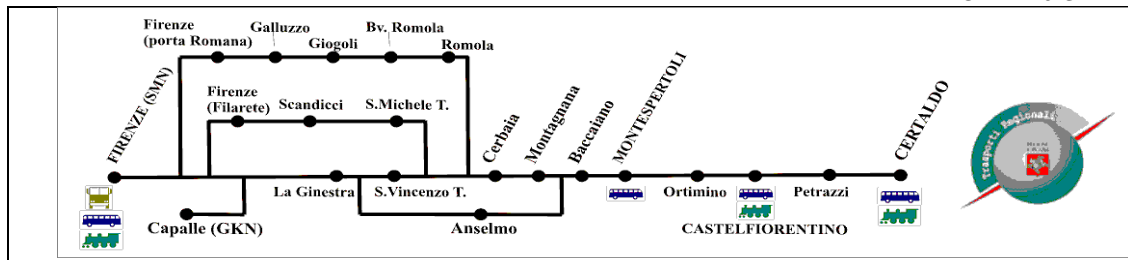 Firenze
(porta Romana)
Galluzzo
Giogoli
Bv. Romola
Romola
FIRENZE (SMN)
Firenze
(Filarete)
Scandicci
S.Michele T.
Cerbaia
Montagnana
Baccaiano
MONTESPERTOLI
CERTALDO
La Ginestra
S.Vincenzo T.
Ortimino
Petrazzi
Capalle (GKN)
Anselmo
CASTELFIORENTINO
Trasporti Regionali